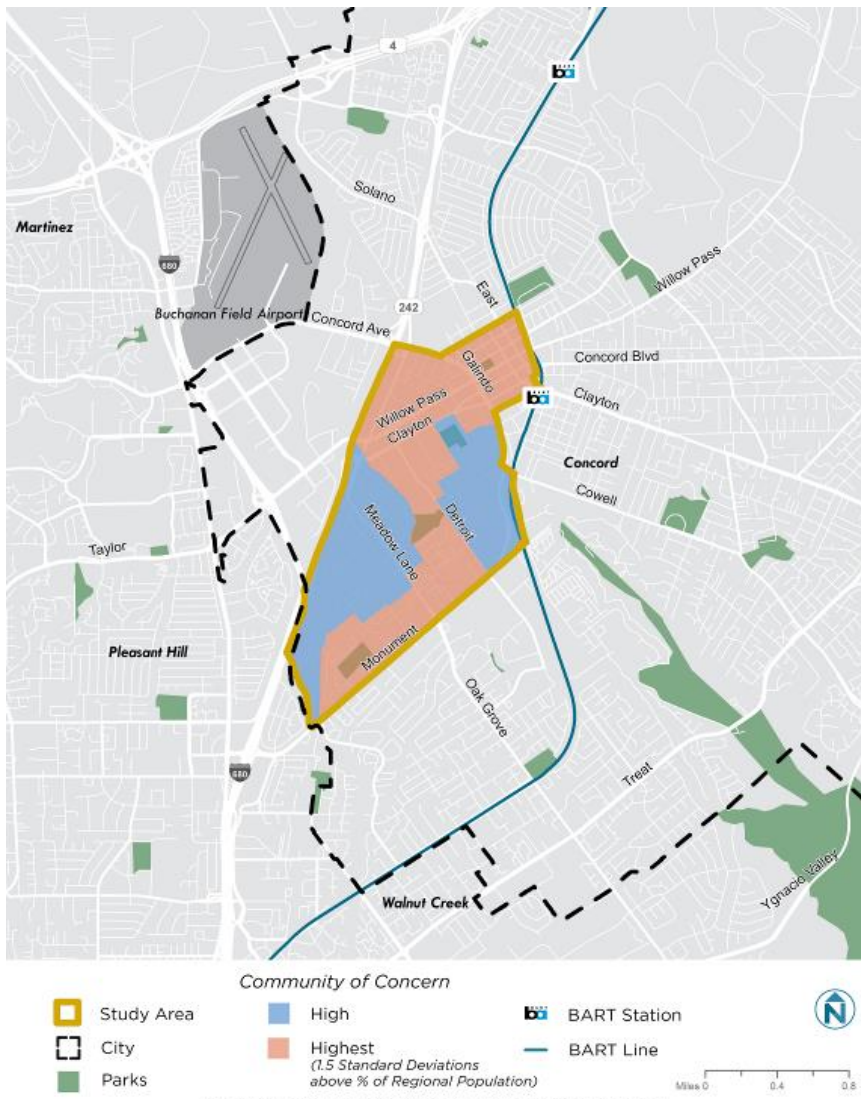 4
ba
Solano
Martinez
680
Willow Pass
East
242
Buchanan Field Airport
Concord Ave
Galindo
Concord Blvd
Clayton
ba
Willow Pass
Clayton
Concord
Cowell
Detroit
Meadow Lane
Taylor
Pleasant Hill
Monument
Oak Grove
680
Treat
Walnut Creek
Ygnacio Valley
Community of Concern
Study Area
High
BART Station
N
City
Highest
BART Line
(1.5 Standard Deviations
above % of Regional Population)
Parks
Miles 0 0.4 0.8